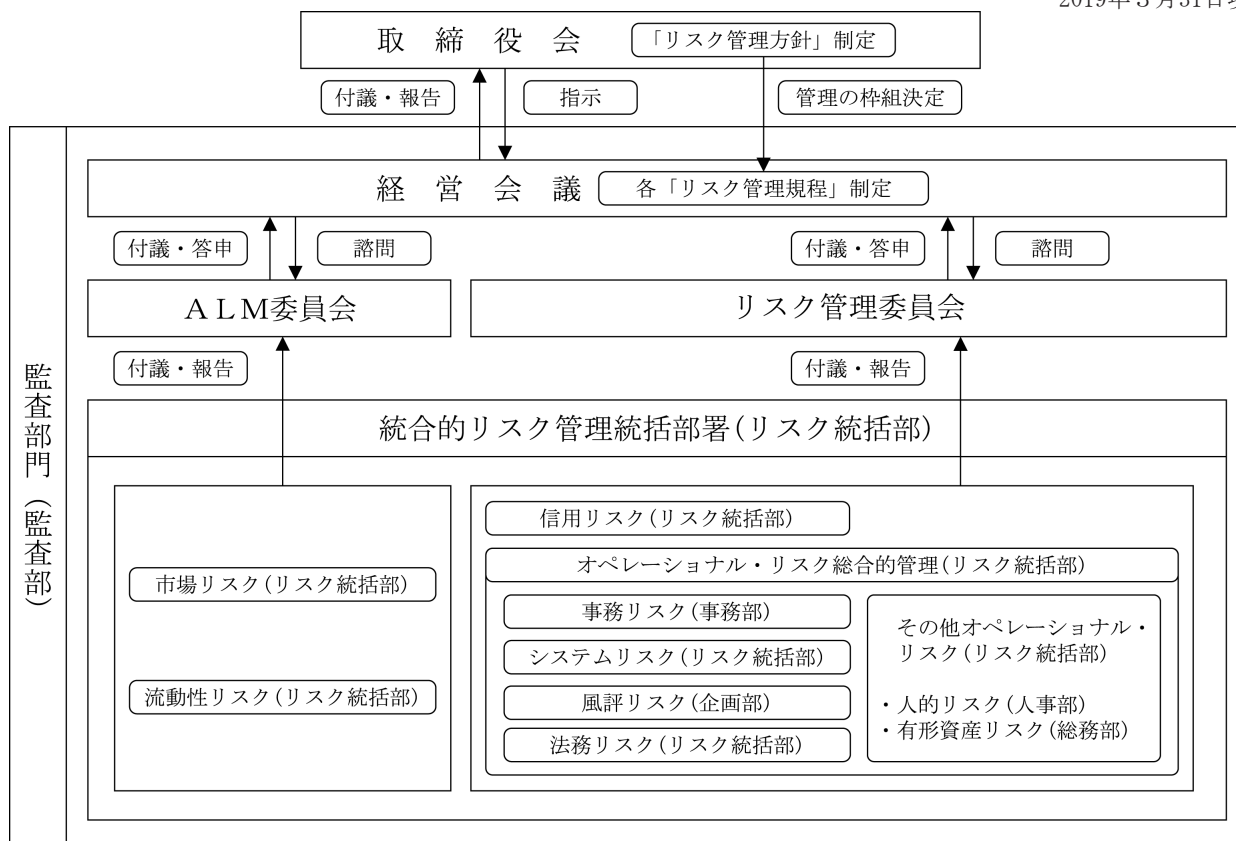 2019年３月31日現
取締役会
「リスク管理方針」制定
付議・報告
指示
管理の枠組決定
経営会議
各「リスク管理規程」制定
付議・答申
諮問
付議・答申
諮問
ＡＬＭ委員会
リスク管理委員会
付議・報告
付議・報告
監査部門（監査部）
統合的リスク管理統括部署(リスク統括部)
市場リスク(リスク統括部)
流動性リスク(リスク統括部)
信用リスク(リスク統括部)
オペレーショナル・リスク総合的管理(リスク統括部)
事務リスク(事務部)
システムリスク(リスク統括部)
風評リスク(企画部)
法務リスク(リスク統括部)
その他オペレーショナル・
リスク(リスク統括部)
・人的リスク(人事部)
・有形資産リスク(総務部)